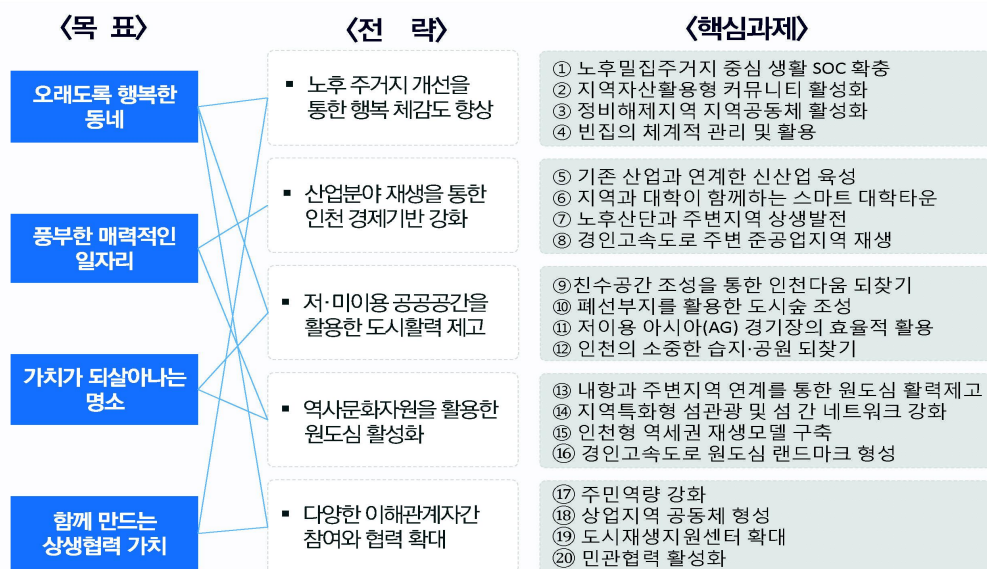 〈목 표〉
〈전 략〉
〈핵심과제〉
오래도록 행복한
동네
풍부한 매력적인
일자리
가치가 되살아나는
명소
함께 만드는
상생협력 가치
▪ 노후 주거지 개선을
통한 행복 체감도 향상
▪ 산업분야 재생을 통한
인천 경제기반 강화
▪ 저·미이용 공공공간을
활용한 도시활력 제고
▪ 역사문화자원을 활용한
원도심 활성화
▪ 다양한 이해관계자간
참여와 협력 확대
① 노후밀집주거지 중심 생활 SOC 확충
② 지역자산활용형 커뮤니티 활성화
③ 정비해제지역 지역공동체 활성화
④ 빈집의 체계적 관리 및 활용
⑤ 기존 산업과 연계한 신산업 육성
⑥ 지역과 대학이 함께하는 스마트 대학타운
⑦ 노후산단과 주변지역 상생발전
⑧ 경인고속도로 주변 준공업지역 재생
⑨친수공간 조성을 통한 인천다움 되찾기
⑩ 폐선부지를 활용한 도시숲 조성
⑪ 저이용 아시아(AG) 경기장의 효율적 활용
⑫ 인천의 소중한 습지·공원 되찾기
⑬ 내항과 주변지역 연계를 통한 원도심 활력제고
⑭ 지역특화형 섬관광 및 섬 간 네트워크 강화
⑮ 인천형 역세권 재생모델 구축
⑯ 경인고속도로 원도심 랜드마크 형성
⑰ 주민역량 강화
⑱ 상업지역 공동체 형성
⑲ 도시재생지원센터 확대
⑳ 민관협력 활성화